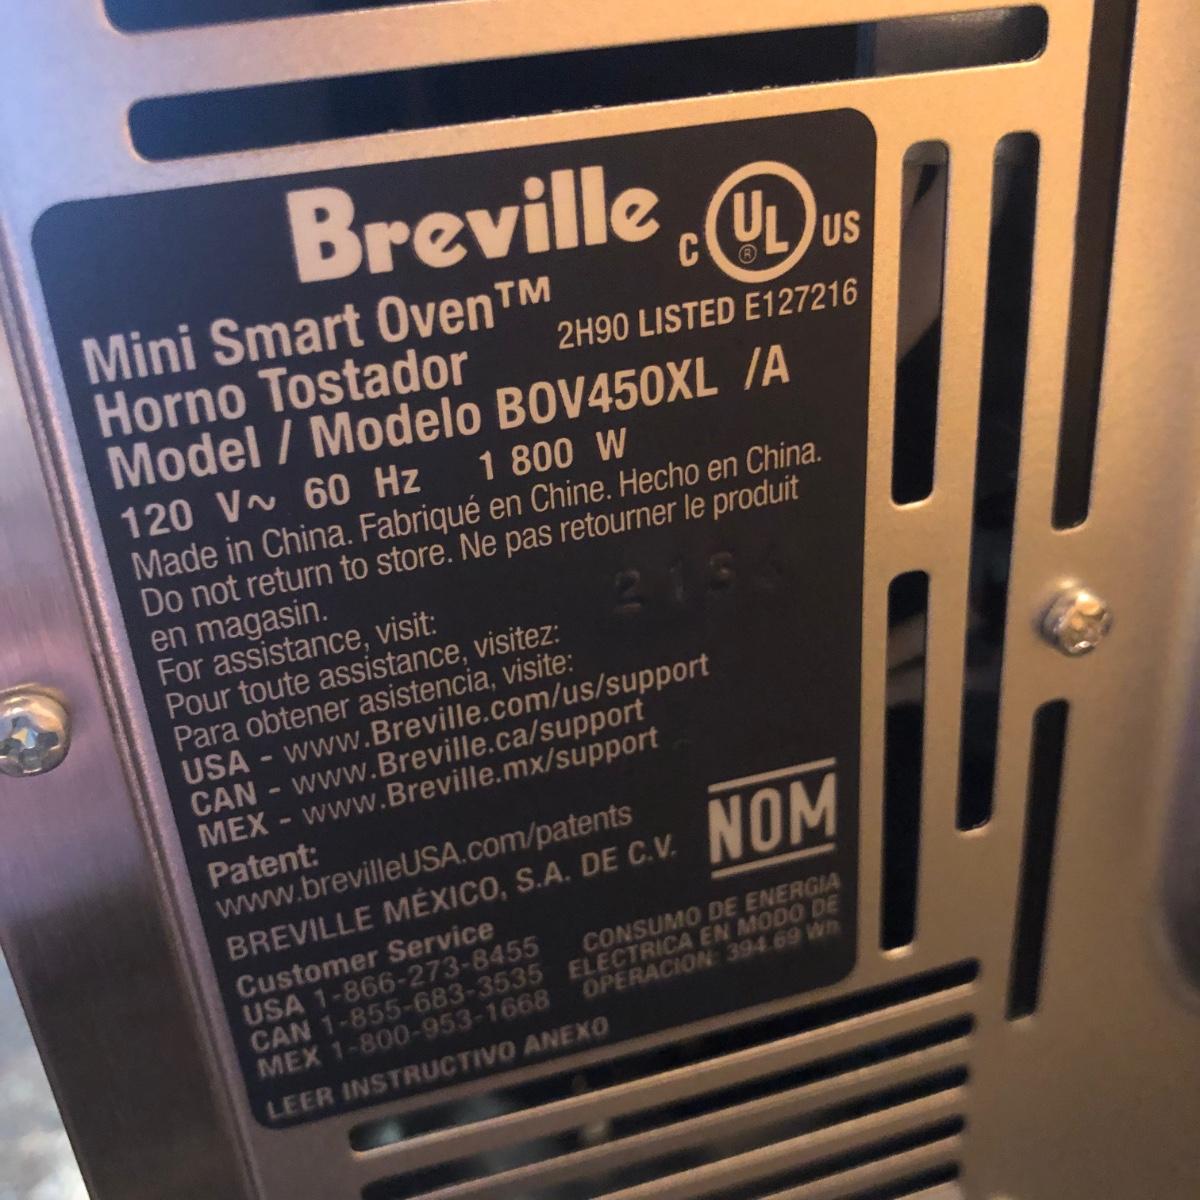 Breville
C UL ® US
Mini Smart Oven™
2H90 LISTED E127216
Horno Tostador
Model / Modelo BOV450XL /A
120 V~ 60 Hz 1 800 W
Made in China. Fabriqué en Chine. Hecho en China.
Do not return to store. Ne pas retourner le produit
en magasin.
For assistance, visit:
Pour toute assistance, visitez:
Para obtener asistencia, visite:
USA - www.Breville.com/us/support
CAN - www.Breville.ca/support
MEX - www.Breville.mx/support
Patent:
www.brevilleUSA.com/patents
BREVILLE MÉXICO, S.A. DE C.V.
NOM
Customer Service
USA 1-866-273-8455
CAN 1-855-683-3535
MEX 1-800-953-1668
CONSUMO DE ENERGIA
ELECTRICA EN MODO DE
OPERACION: 394.69 Wh
LEER INSTRUCTIVO ANEXO